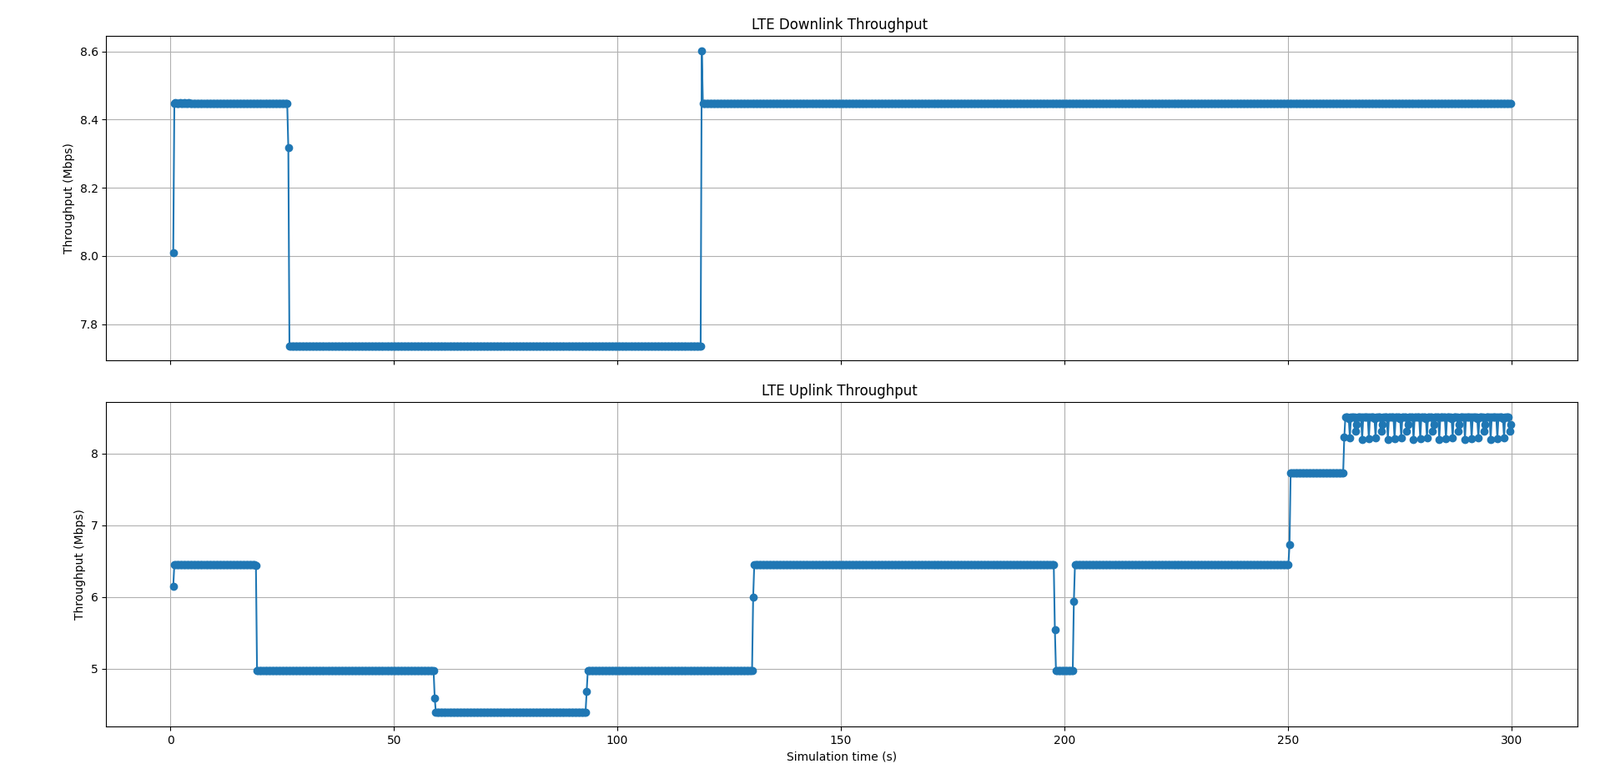 LTE Downlink Throughput
Throughput (Mbps)
8.6
8.4
8.2
8.0
7.8
LTE Uplink Throughput
Throughput (Mbps)
8
7
6
5
0 50 100 150 200 250 300
Simulation time (s)